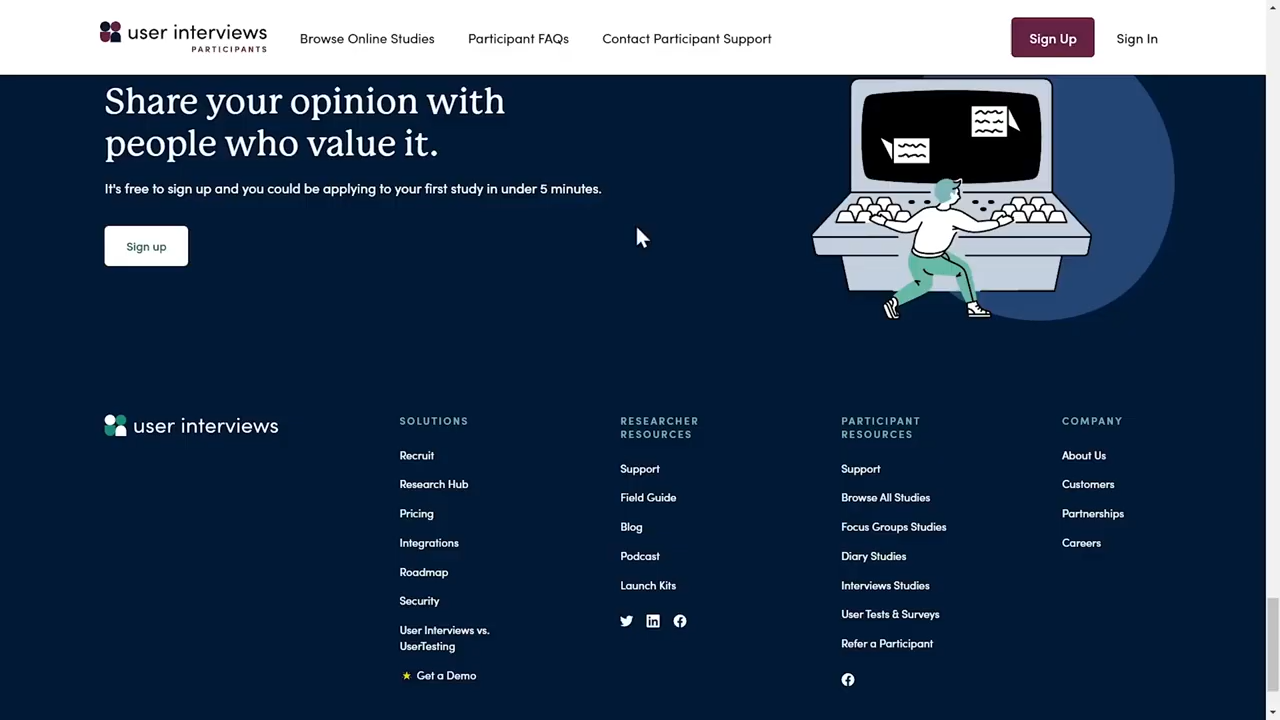 user interviews
PARTICIPANTS
Browse Online Studies
Participant FAQs
Contact Participant Support
Sign Up
Sign In
Share your opinion with
people who value it.
It's free to sign up and you could be applying to your first study in under 5 minutes.
Sign up
user interviews
SOLUTIONS
Recruit
Research Hub
Pricing
Integrations
Roadmap
Security
User Interviews vs.
UserTesting
Get a Demo
RESEARCHER
RESOURCES
Support
Field Guide
Blog
Podcast
Launch Kits
PARTICIPANT
RESOURCES
Support
Browse All Studies
Focus Groups Studies
Diary Studies
Interviews Studies
User Tests & Surveys
Refer a Participant
COMPANY
About Us
Customers
Partnerships
Careers